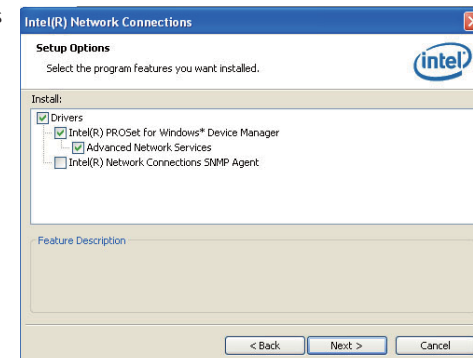 s
Intel(R) Network Connections
Setup Options
Select the program features you want installed.
intel
Install:
Drivers
Intel(R) PROSet for Windows* Device Manager
Advanced Network Services
Intel(R) Network Connections SNMP Agent
Feature Description
< Back
Next >
Cancel